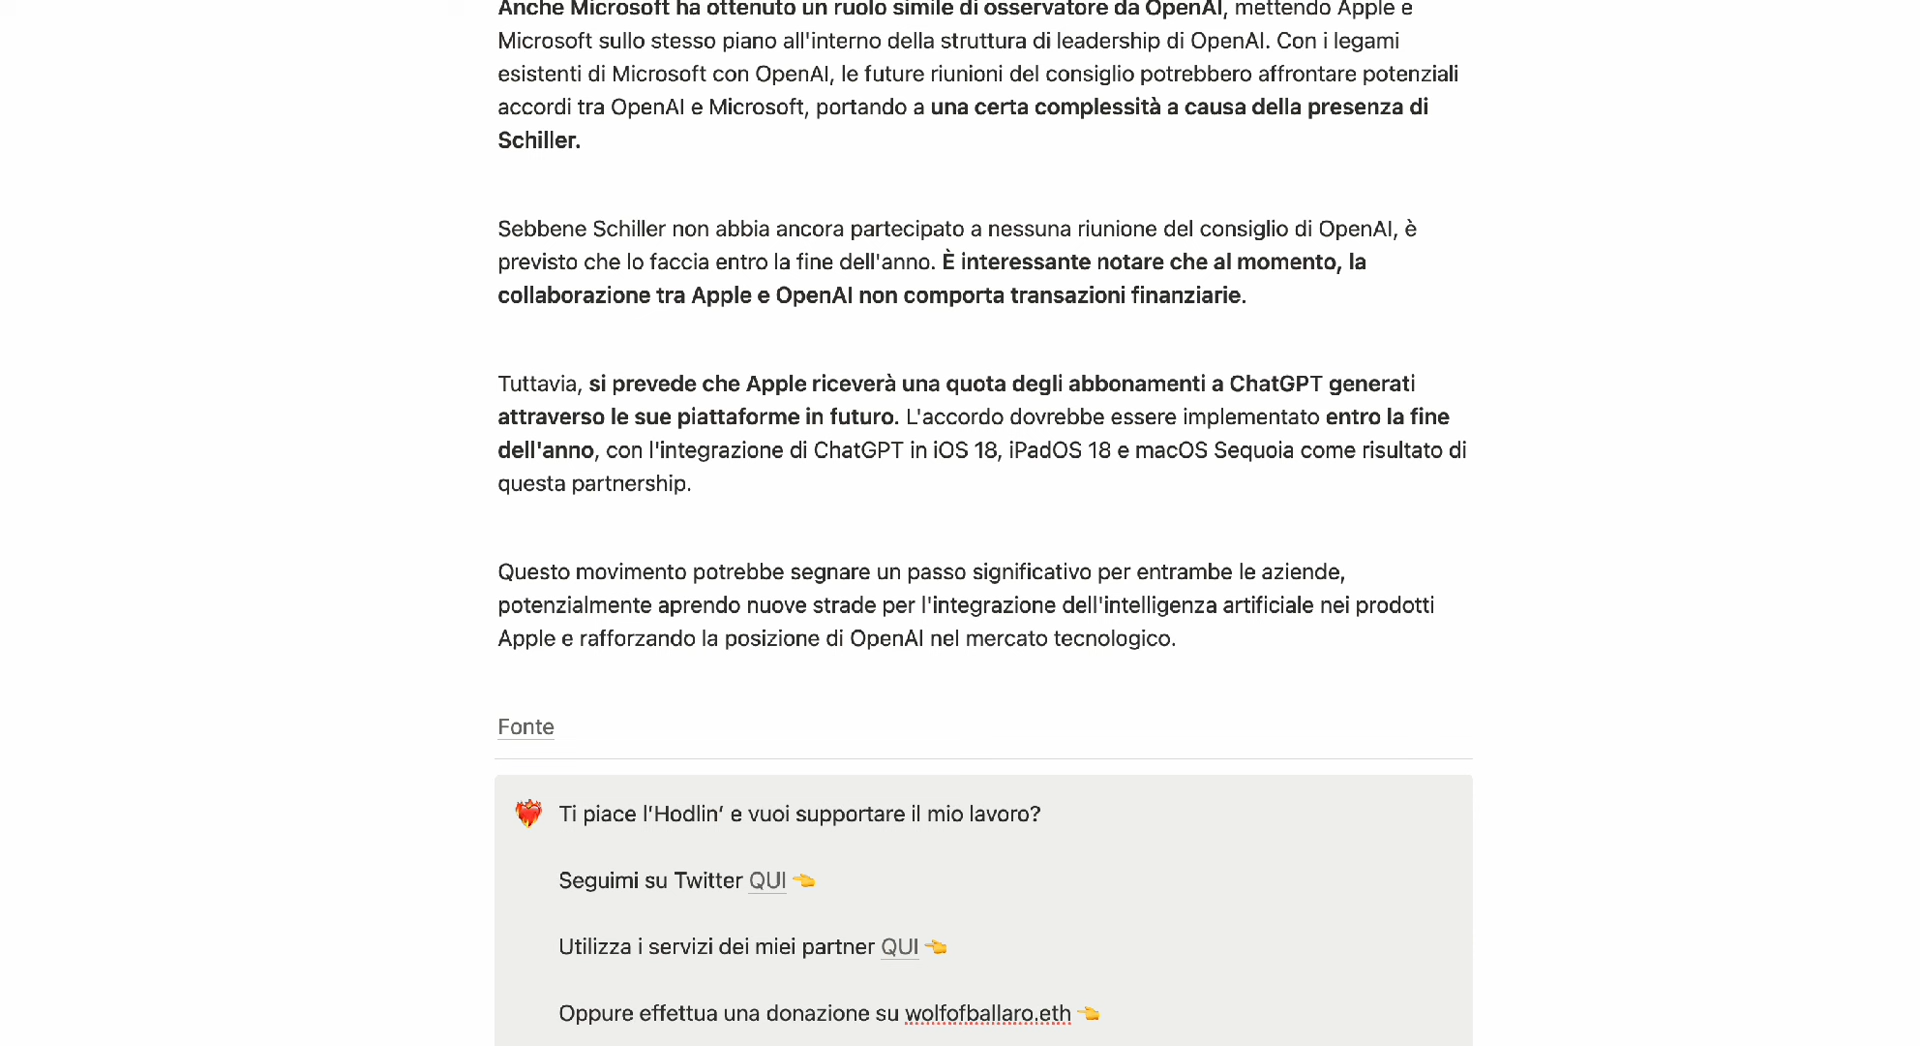 Anche Microsoft ha ottenuto un ruolo simile di osservatore da OpenAI, mettendo Apple e
Microsoft sullo stesso piano all'interno della struttura di leadership di OpenAI. Con i legami
esistenti di Microsoft con OpenAI, le future riunioni del consiglio potrebbero affrontare potenziali
accordi tra OpenAI e Microsoft, portando a una certa complessità a causa della presenza di
Schiller.
Sebbene Schiller non abbia ancora partecipato a nessuna riunione del consiglio di OpenAI, è
previsto che lo faccia entro la fine dell'anno. È interessante notare che al momento, la
collaborazione tra Apple e OpenAI non comporta transazioni finanziarie.
Tuttavia, si prevede che Apple riceverà una quota degli abbonamenti a ChatGPT generati
attraverso le sue piattaforme in futuro. L'accordo dovrebbe essere implementato entro la fine
dell'anno, con l'integrazione di ChatGPT in iOS 18, iPadOS 18 e macOS Sequoia come risultato di
questa partnership.
Questo movimento potrebbe segnare un passo significativo per entrambe le aziende,
potenzialmente aprendo nuove strade per l'integrazione dell'intelligenza artificiale nei prodotti
Apple e rafforzando la posizione di OpenAI nel mercato tecnologico.
Fonte
Ti piace l’Hodlin’ e vuoi supportare il mio lavoro?
Seguimi su Twitter QUI
Utilizza i servizi dei miei partner QUI
Oppure effettua una donazione su wolfofballaro.eth